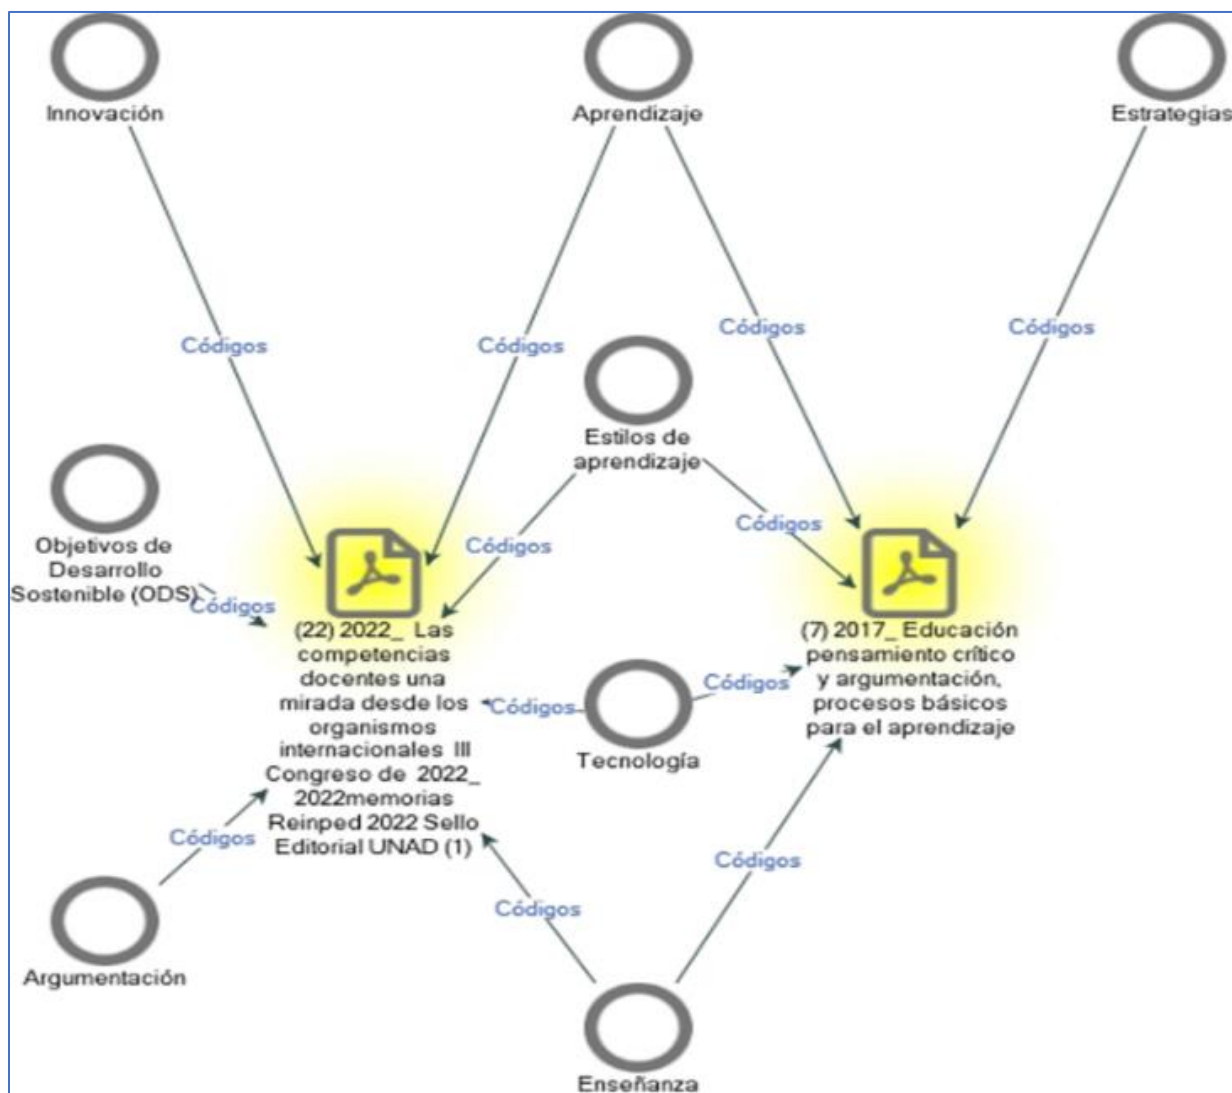 Innovación
Aprendizaje
Estrategias
Códigos
Códigos
Códigos
Códigos
Estilos de
aprendizaje
Códigos
Códigos
Objetivos de
Desarrollo
Sostenible (ODS)
Códigos
(22) 2022_ Las
competencias
docentes una
mirada desde los
organismos
internacionales III
Congreso de 2022_
2022memorias
Reinped 2022 Sello
Editorial UNAD (1)
(7) 2017_ Educación
pensamiento crítico
y argumentación,
procesos básicos
para el aprendizaje
Códigos
Códigos
Tecnología
Códigos
Argumentación
Códigos
Códigos
Enseñanza